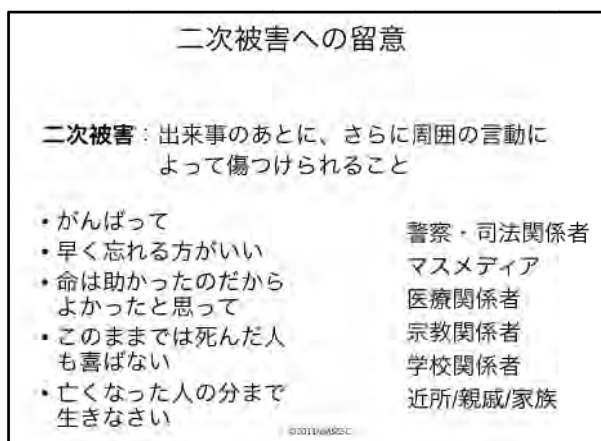 二次被害への留意
二次被害：出来事のあとに、さらに周囲の言動に
よって傷つけられること
・がんばって
・早く忘れる方がいい
・命は助かったのだから
よかったと思って
・このままでは死んだ人
も喜ばない
・亡くなった人の分まで
生きなさい
警察・司法関係者
マスメディア
医療関係者
宗教関係者
学校関係者
近所/親戚/家族